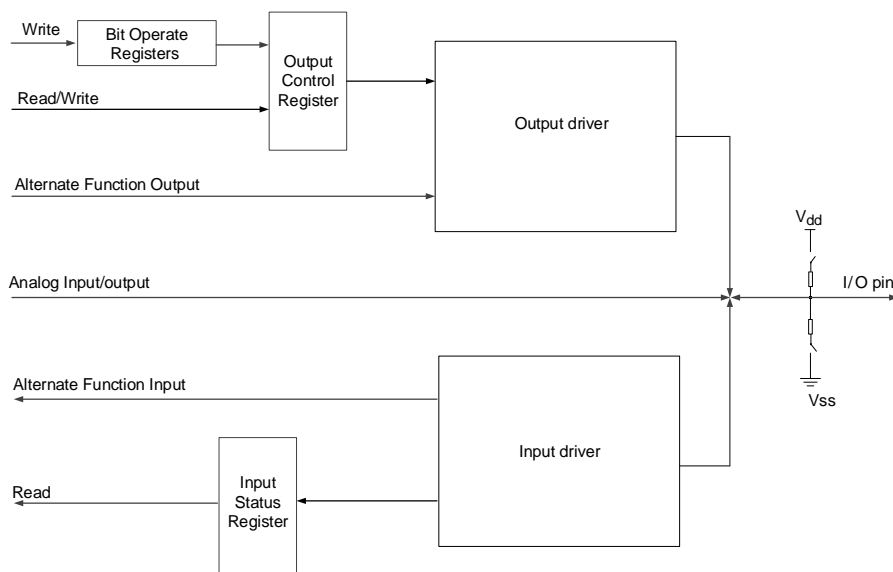 Write
Bit Operate
Registers
Output
Control
Register
Read/Write
Output driver
Alternate Function Output
Vdd
Analog Input/output
I/O pin
Alternate Function Input
Vss
Input driver
Read
Input
Status
Register